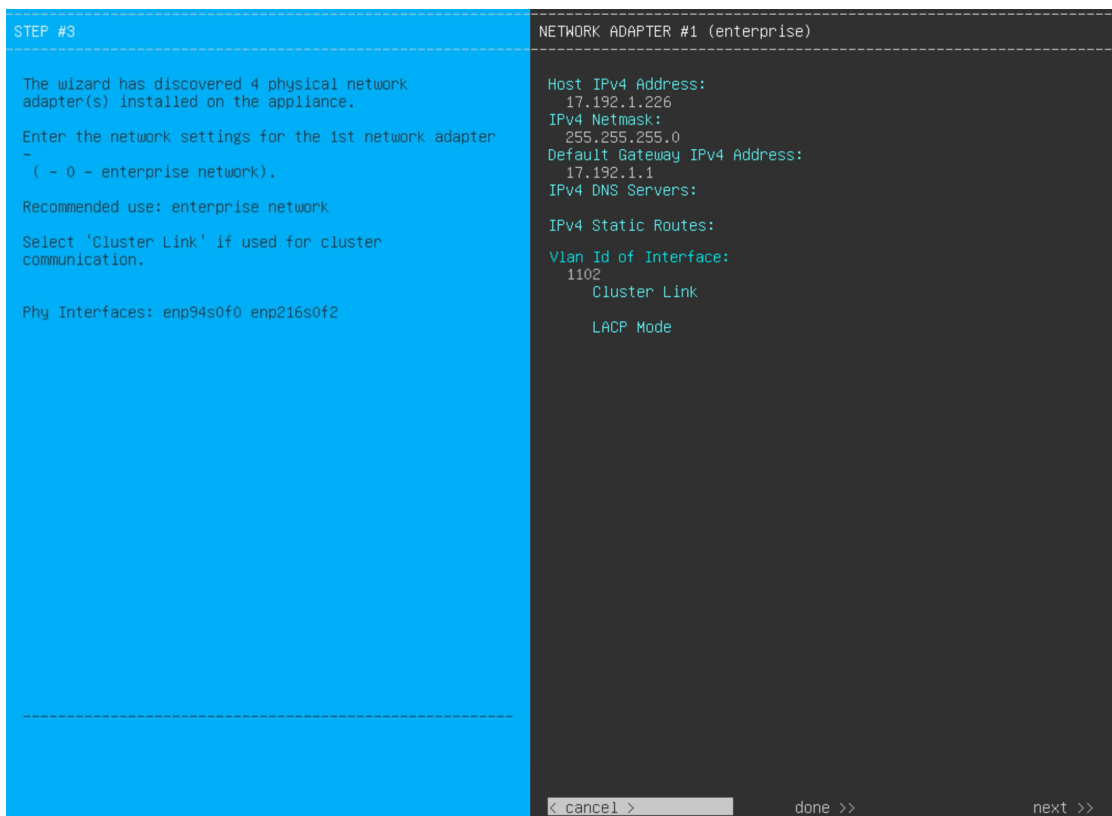 STEP #3
The wizard has discovered 4 physical network
adapter(s) installed on the appliance.
Enter the network settings for the 1st network adapter
-
( - 0 - enterprise network).
Recommended use: enterprise network
Select 'Cluster Link' if used for cluster
communication.
Phy Interfaces: enp94s0f0 enp216s0f2
NETWORK ADAPTER #1 (enterprise)
Host IPv4 Address:
17.192.1.226
IPv4 Netmask:
255.255.255.0
Default Gateway IPv4 Address:
17.192.1.1
IPv4 DNS Servers:
IPv4 Static Routes:
Vlan Id of Interface:
1102
Cluster Link
LACP Mode
< cancel > done >> next >>